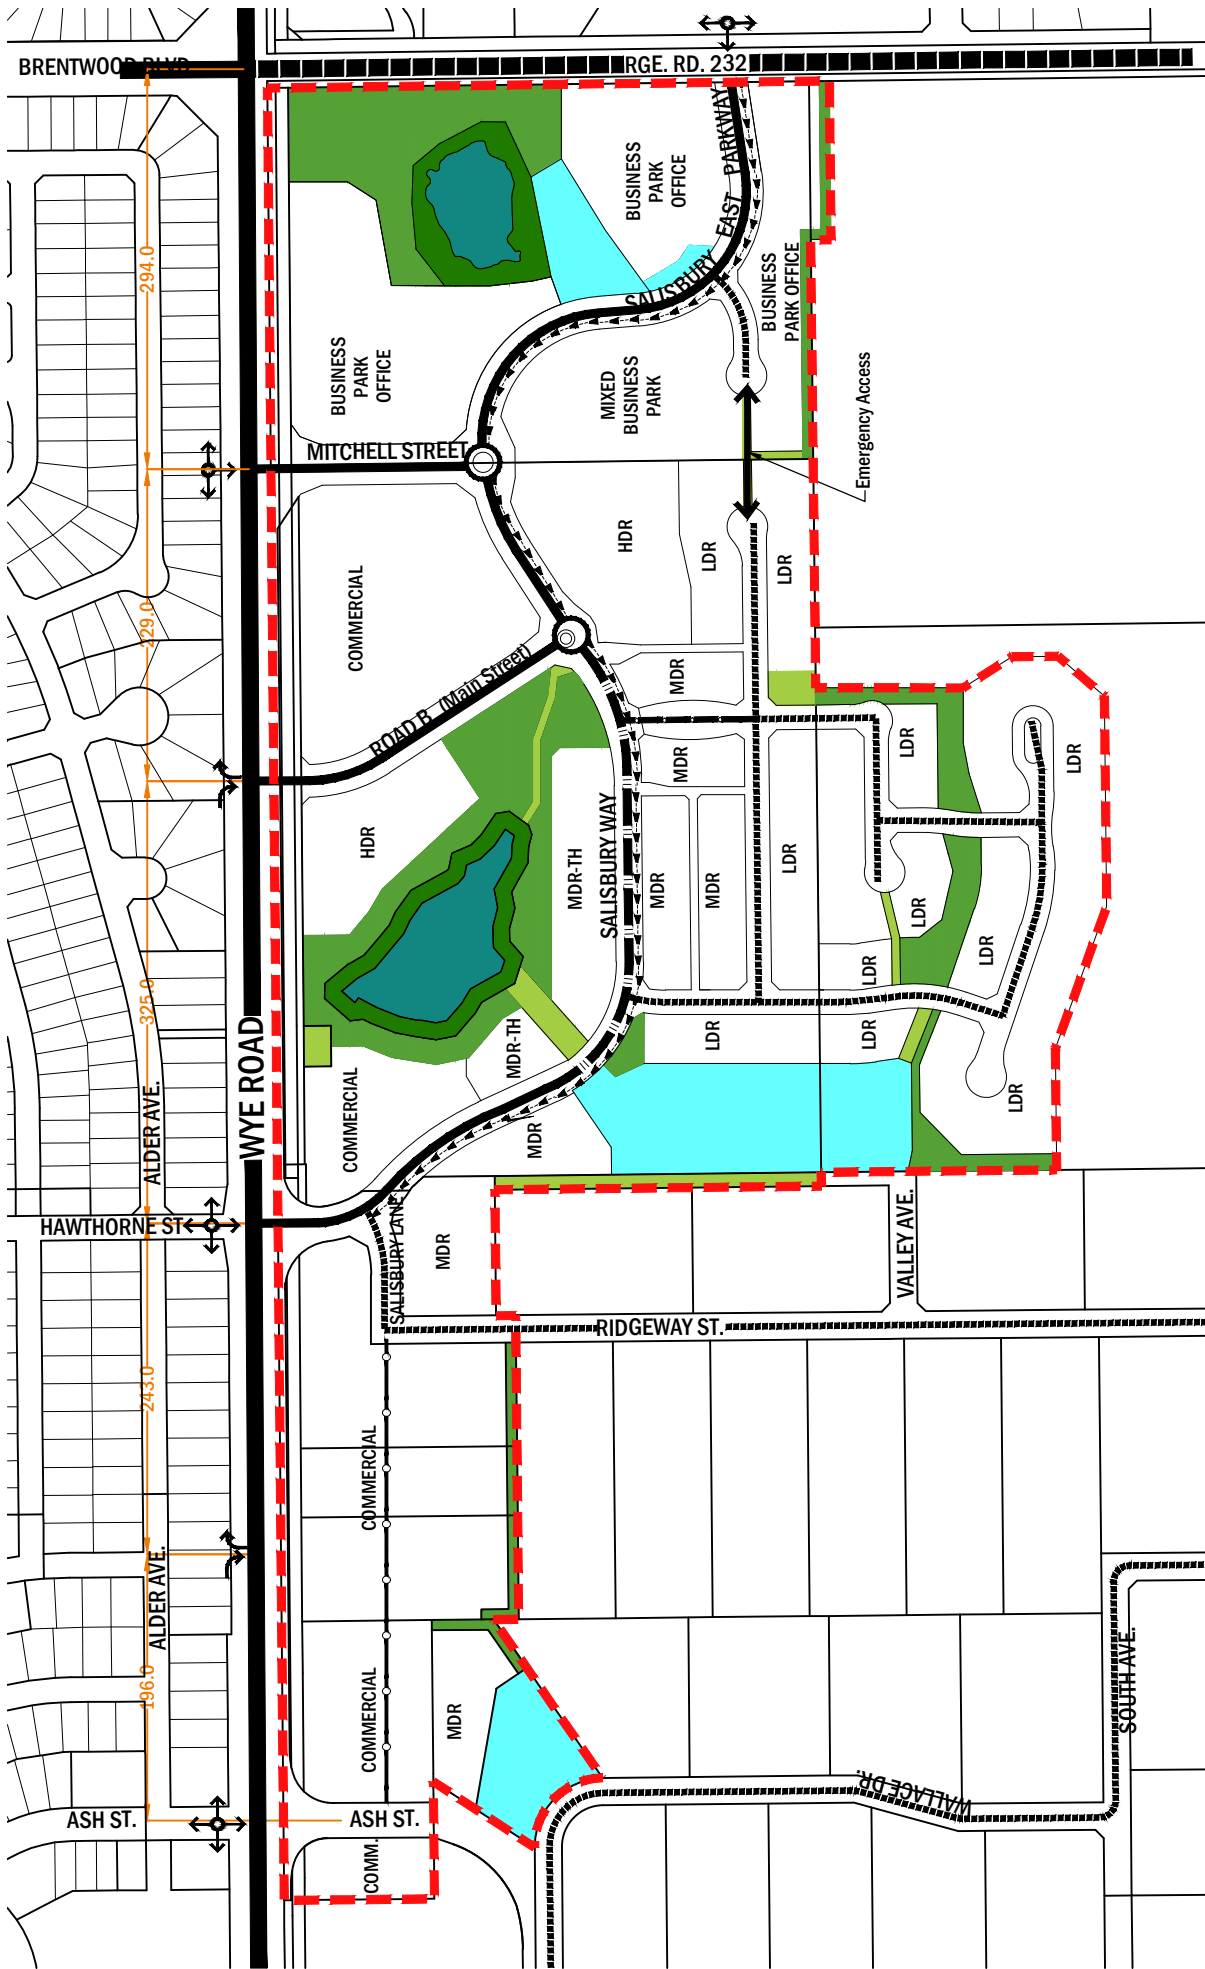 BRENTWOOD BLVD
RGE. RD. 232
SALISBURY EAST PARKWAY
BUSINESS
PARK
OFFICE
BUSINESS
PARK OFFICE
294.0
BUSINESS
PARK
OFFICE
MIXED
BUSINESS
PARK
Emergency Access
MITCHELL STREET
HDR
LDR
LDR
COMMERCIAL
229.0
ROAD B (Main Street)
MDR
MDR
LDR
LDR
HDR
MDR-TH
SALISBURY WAY
MDR
MDR
LDR
LDR
LDR
LDR
325.0
WYE ROAD
MDR-TH
LDR
LDR
LDR
ALDER AVE.
COMMERCIAL
MDR
HAWTHORNE ST
SALISBURY LANE
MDR
VALLEY AVE.
RIDGEWAY ST.
243.0
COMMERCIAL
ALDER AVE.
196.0
COMMERCIAL
MDR
SOUTH AVE.
WALLACE DR.
ASH ST.
ASH ST.
COMM.